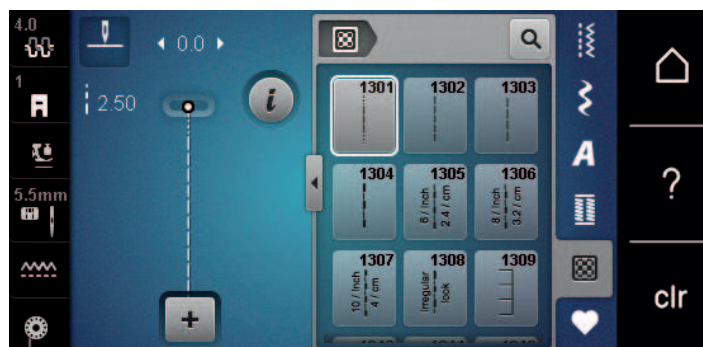 4.0
1
5.5mm
0.0
2.50
i
+
1301
1302
1303
1304
1305
6 / Inch
2.4 / cm
1306
8 / Inch
3.2 / cm
1307
10 / Inch
4 / cm
1308
Irregular
look
1309
A
?
clr